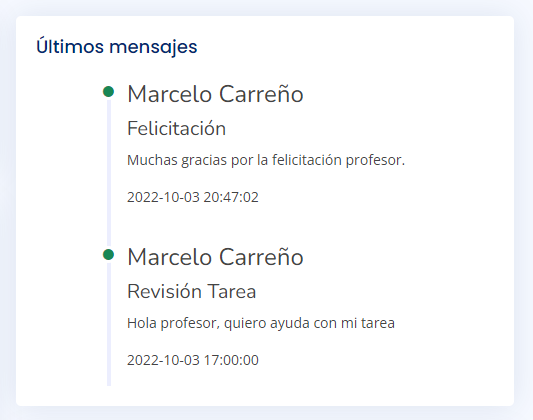 Últimos mensajes
Marcelo Carreño
Felicitación
Muchas gracias por la felicitación profesor.
2022-10-03 20:47:02
Marcelo Carreño
Revisión Tarea
Hola profesor, quiero ayuda con mi tarea
2022-10-03 17:00:00